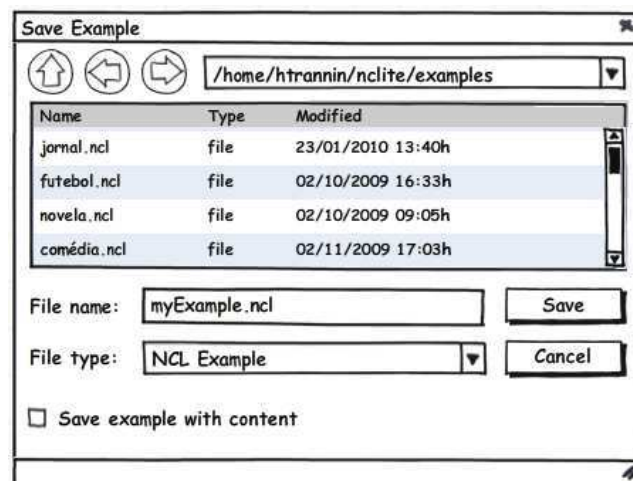 Save Example
/home/htrannin/nclite/examples
Name Type Modified
jornal.ncl file 23/01/2010 13:40h
futebol.ncl file 02/10/2009 16:33h
novela.ncl file 02/10/2009 09:05h
comédia.ncl file 02/11/2009 17:03h
File name: myExample.ncl Save
File type: NCL Example Cancel
Save example with content